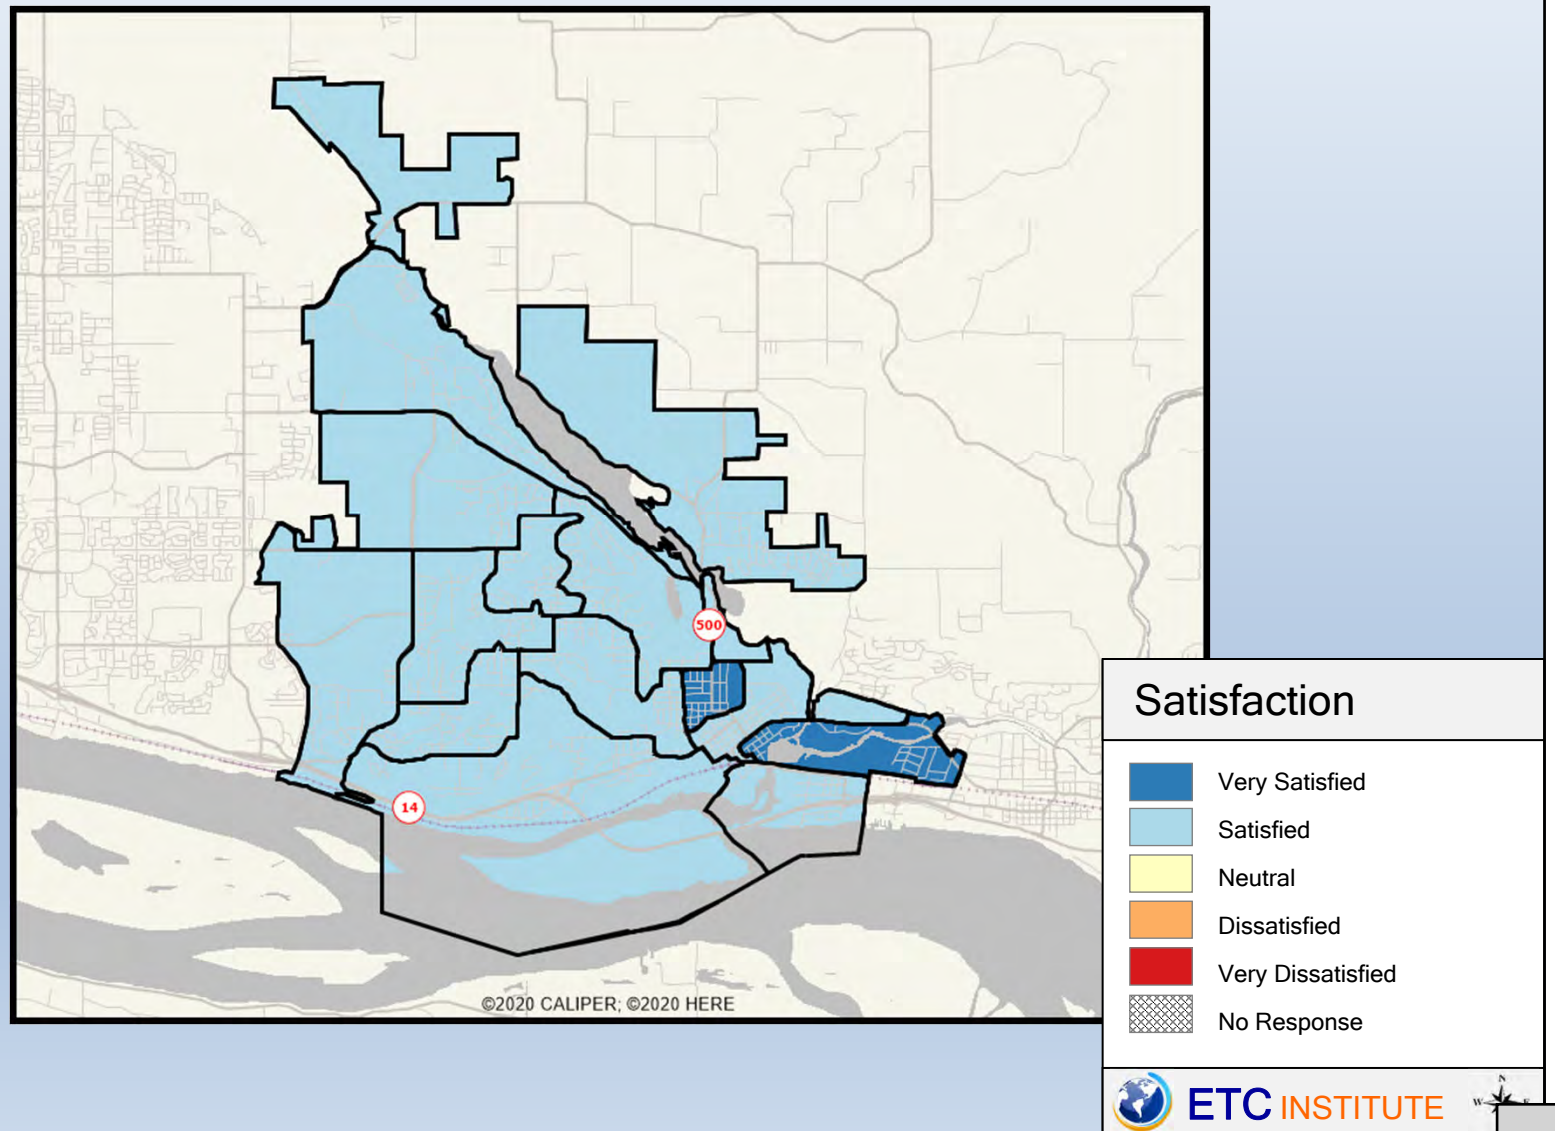 500
14
©2020 CALIPER; ©2020 HERE
Satisfaction
Very Satisfied
Satisfied
Neutral
Dissatisfied
Very Dissatisfied
No Response
ETC INSTITUTE
N
W E